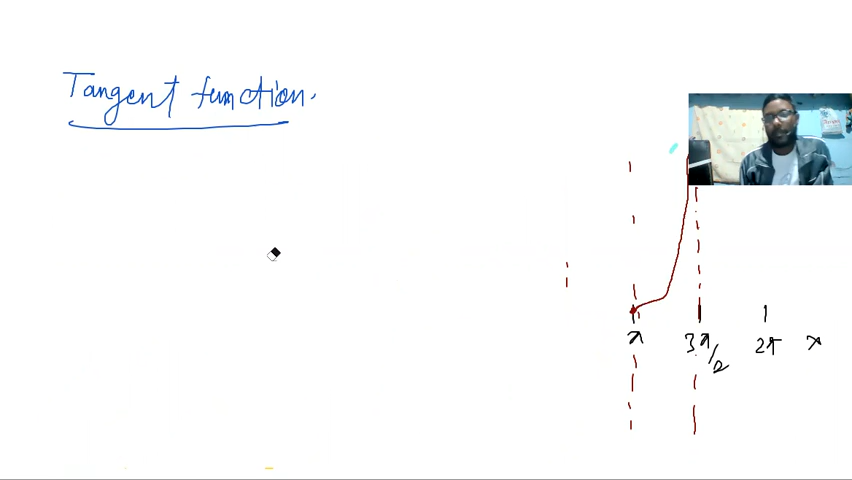 Tangent function.
π 3π/2 2π x